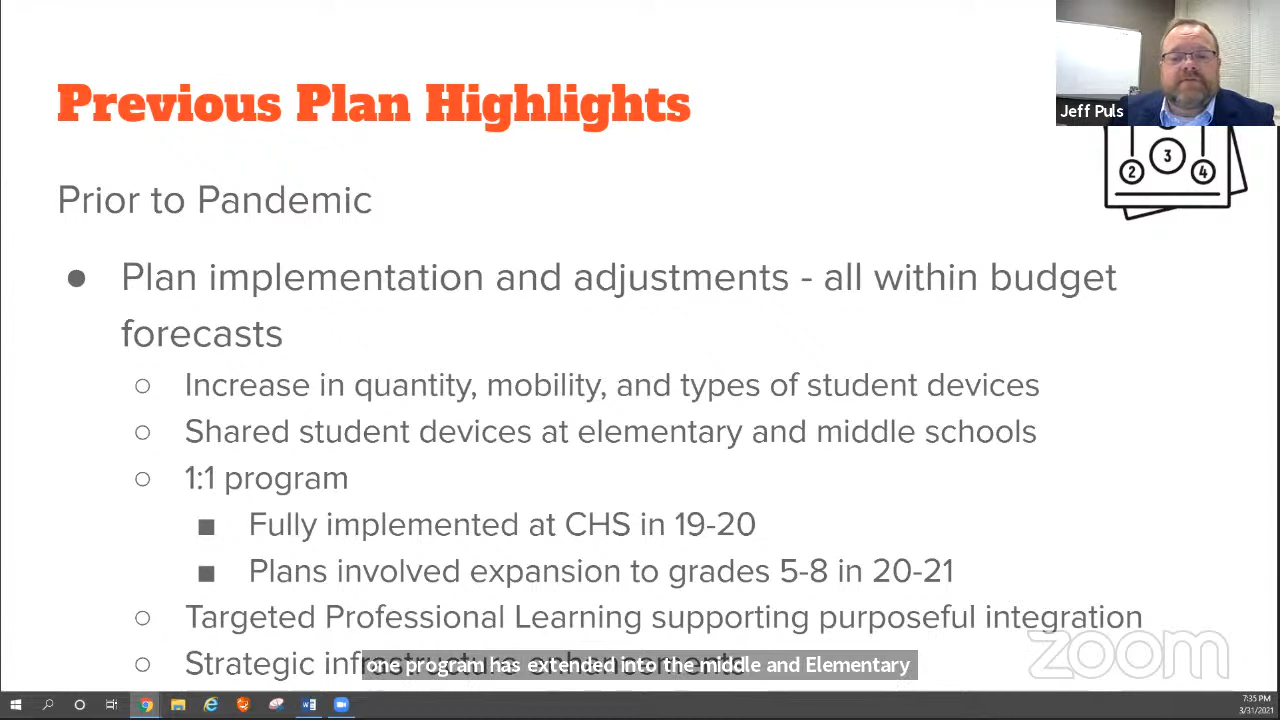 Previous Plan Highlights
Jeff Puls
2
3
4
Prior to Pandemic
● Plan implementation and adjustments - all within budget
forecasts
○ Increase in quantity, mobility, and types of student devices
○ Shared student devices at elementary and middle schools
○ 1:1 program
■ Fully implemented at CHS in 19-20
■ Plans involved expansion to grades 5-8 in 20-21
○ Targeted Professional Learning supporting purposeful integration
zoom
○ Strategic infrastructure enhancements
one program has extended into the middle and Elementary
7:35 PM
3/31/2021